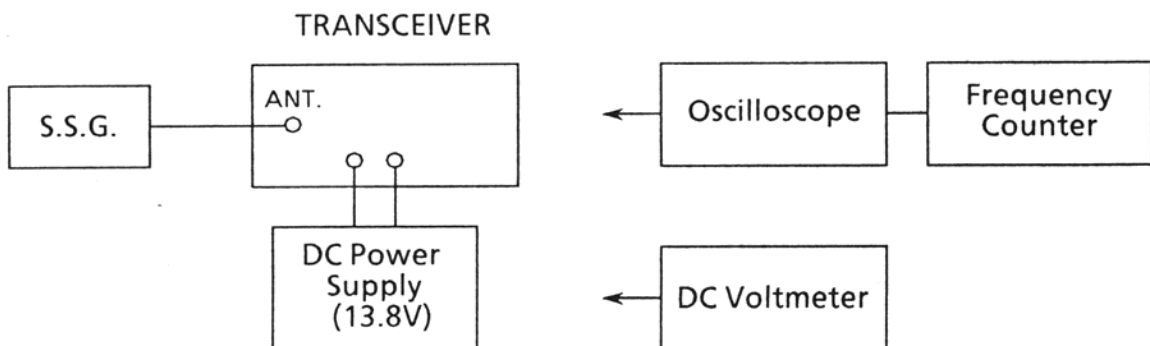 TRANSCEIVER
S.S.G.
ANT.
DC Power
Supply
(13.8V)
Oscilloscope
Frequency
Counter
DC Voltmeter